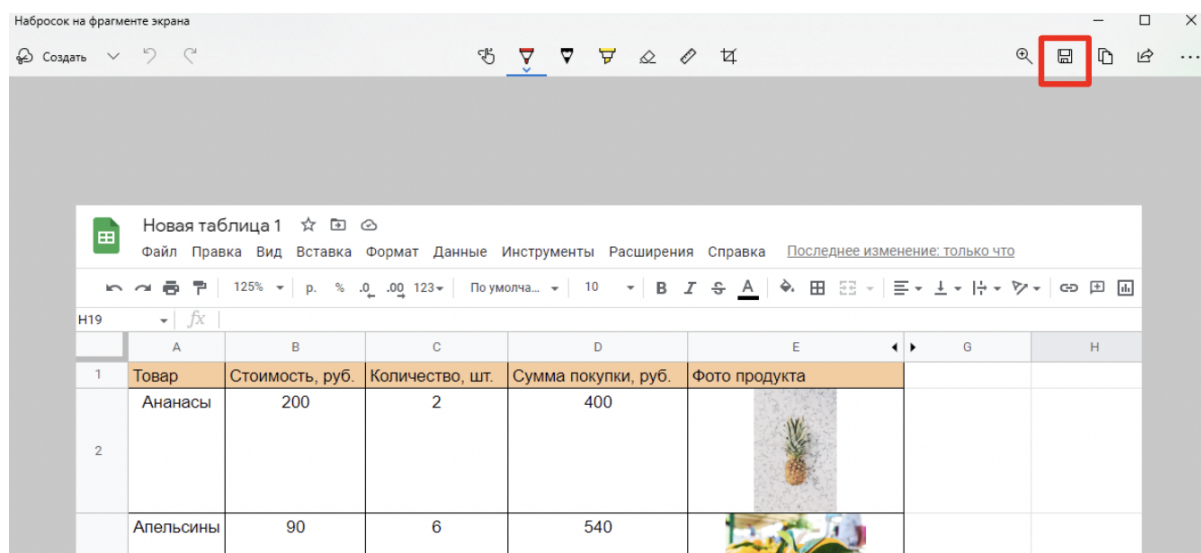 Набросок на фрагменте экрана
Создать
Новая таблица 1
Файл Правка Вид Вставка Формат Данные Инструменты Расширения Справка Последнее изменение: только что
125% р. % .0 .00 123 По умолча... 10 B I S A
H19 fx
A B C D E G H
1 Товар Стоимость, руб. Количество, шт. Сумма покупки, руб. Фото продукта
Ананасы 200 2 400
2
Апельсины 90 6 540